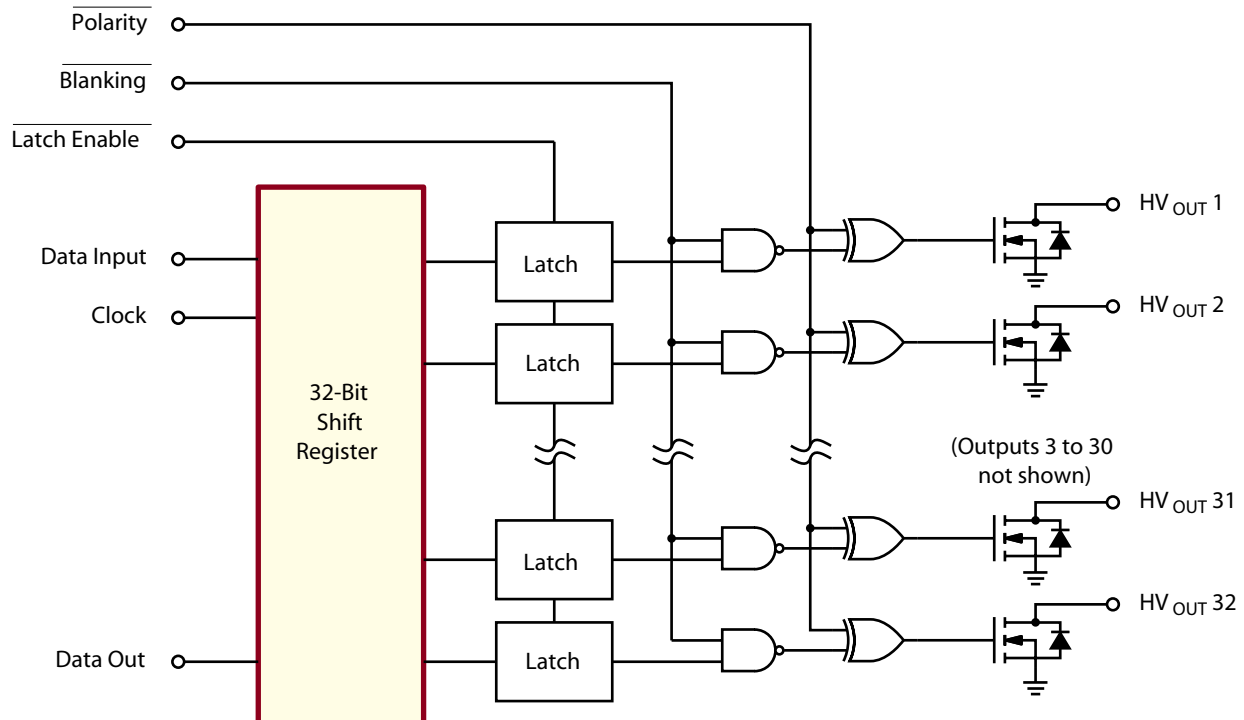 Polarity
Blanking
Latch Enable
HV OUT 1
Data Input
Latch
Clock
HV OUT 2
Latch
32-Bit
Shift
Register
(Outputs 3 to 30
not shown)
HV OUT 31
Latch
HV OUT 32
Data Out
Latch